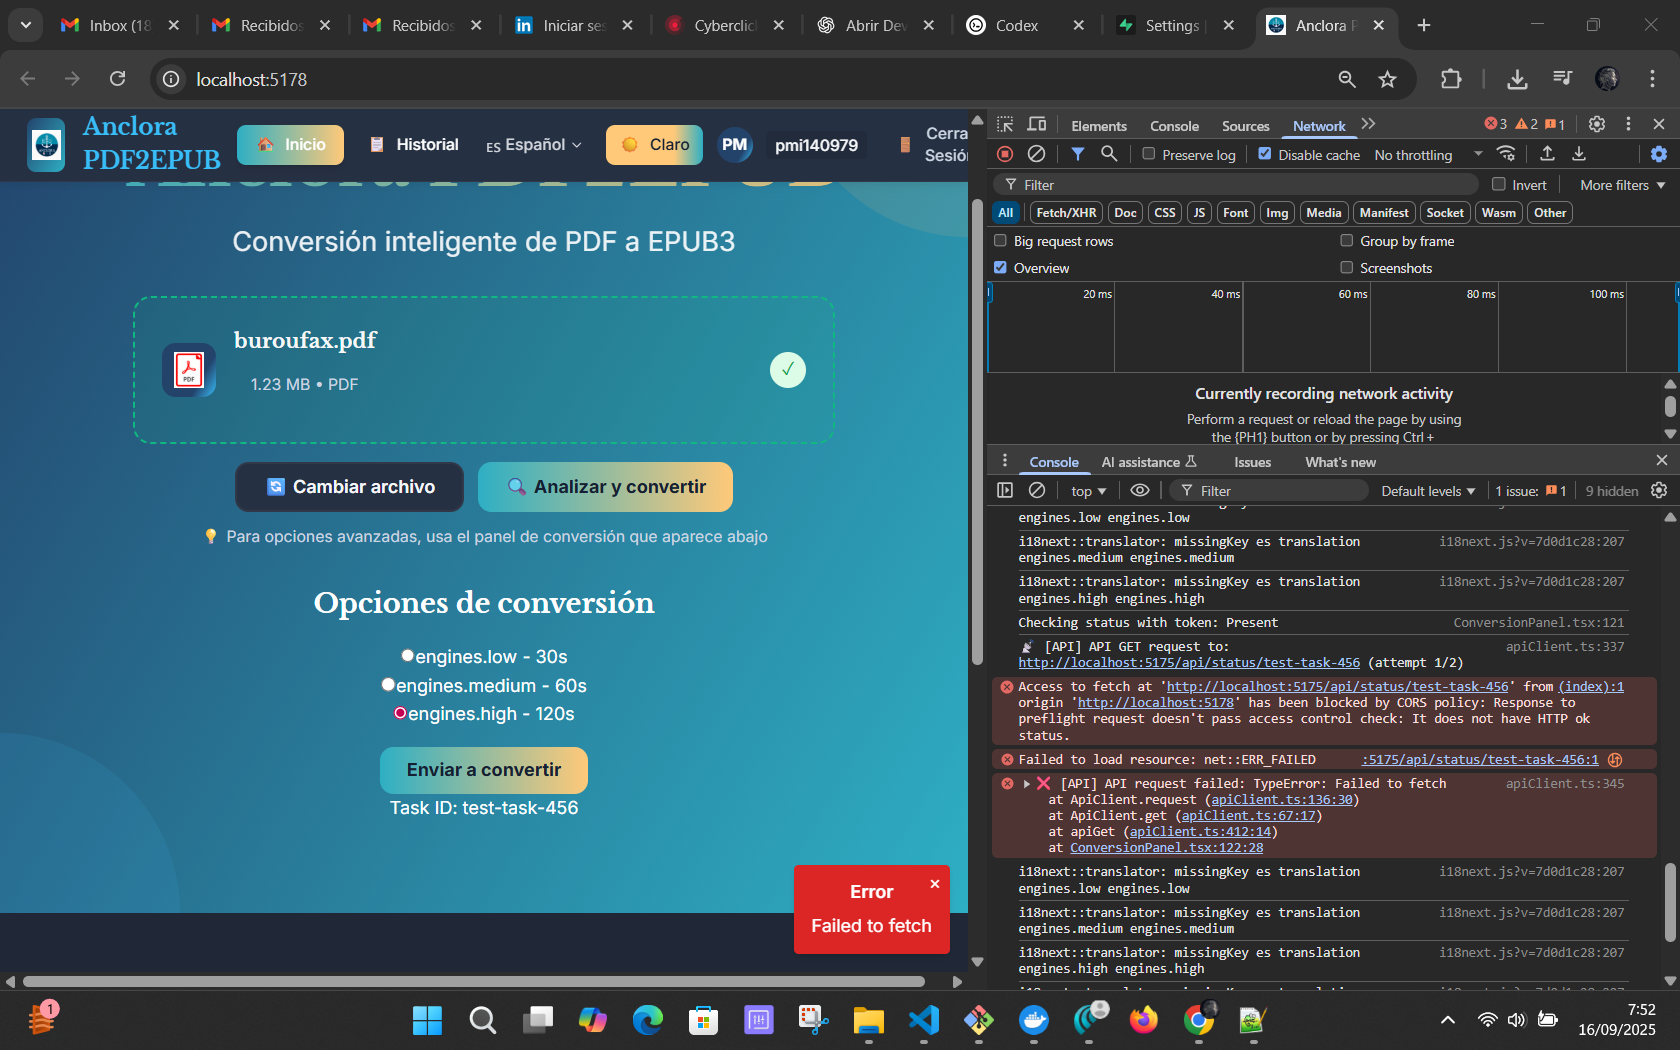 Inbox (18
Recibidos
Recibidos
Iniciar ses
Cyberclic
Abrir Dev
Codex
Settings |
Anclora P
localhost:5178
Anclora
PDF2EPUB
Inicio
Historial
ES Español
Claro
PM
pmi140979
Cerra
Sesió
Anclora PDF2EPUB
Conversión inteligente de PDF a EPUB3
PDF
buroufax.pdf
1.23 MB • PDF
✓
Cambiar archivo
Analizar y convertir
Para opciones avanzadas, usa el panel de conversión que aparece abajo
Opciones de conversión
engines.low - 30s
engines.medium - 60s
engines.high - 120s
Enviar a convertir
Task ID: test-task-456
Error
Failed to fetch
Elements
Console
Sources
Network
3
2
1
Preserve log
Disable cache
No throttling
Filter
Invert
More filters
All
Fetch/XHR
Doc
CSS
JS
Font
Img
Media
Manifest
Socket
Wasm
Other
Big request rows
Group by frame
Overview
Screenshots
20 ms
40 ms
60 ms
80 ms
100 ms
Currently recording network activity
Perform a request or reload the page by using
the {PH1} button or by pressing Ctrl +
Console
AI assistance
Issues
What's new
top
Filter
Default levels
1 issue:
1
9 hidden
engines.low engines.low
i18next::translator: missingKey es translation i18next.js?v=7d0d1c28:207
engines.medium engines.medium
i18next::translator: missingKey es translation i18next.js?v=7d0d1c28:207
engines.high engines.high
Checking status with token: Present ConversionPanel.tsx:121
[API] API GET request to: apiClient.ts:337
http://localhost:5175/api/status/test-task-456 (attempt 1/2)
Access to fetch at 'http://localhost:5175/api/status/test-task-456' from (index):1
origin 'http://localhost:5178' has been blocked by CORS policy: Response to
preflight request doesn't pass access control check: It does not have HTTP ok
status.
Failed to load resource: net::ERR_FAILED :5175/api/status/test-task-456:1
[API] API request failed: TypeError: Failed to fetch apiClient.ts:345
at ApiClient.request (apiClient.ts:136:30)
at ApiClient.get (apiClient.ts:67:17)
at apiGet (apiClient.ts:412:14)
at ConversionPanel.tsx:122:28
i18next::translator: missingKey es translation i18next.js?v=7d0d1c28:207
engines.low engines.low
i18next::translator: missingKey es translation i18next.js?v=7d0d1c28:207
engines.medium engines.medium
i18next::translator: missingKey es translation i18next.js?v=7d0d1c28:207
engines.high engines.high
1
7:52
16/09/2025